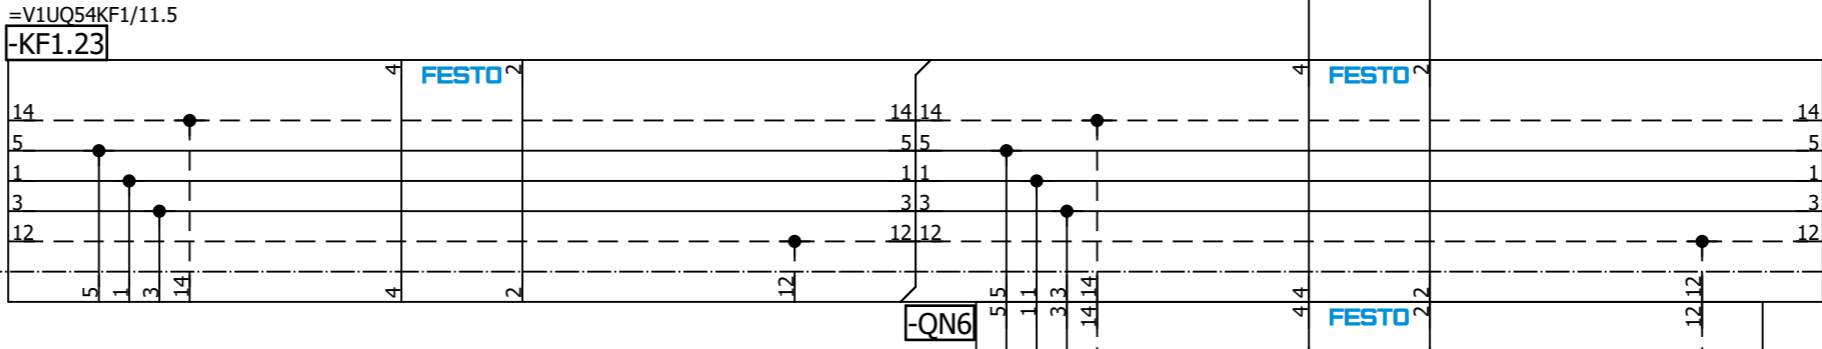 =V1UQ54KF1/11.5
-KF1.23
4 FESTO 2 4 FESTO 2
14 14 14 14
5 5 5 5
1 1 1 1
3 3 3 3
12 12 12 12
5 1 3 14 4 2 12 5 1 3 14 4 2 12
-QN6 5 1 3 14 4 FESTO 2 12